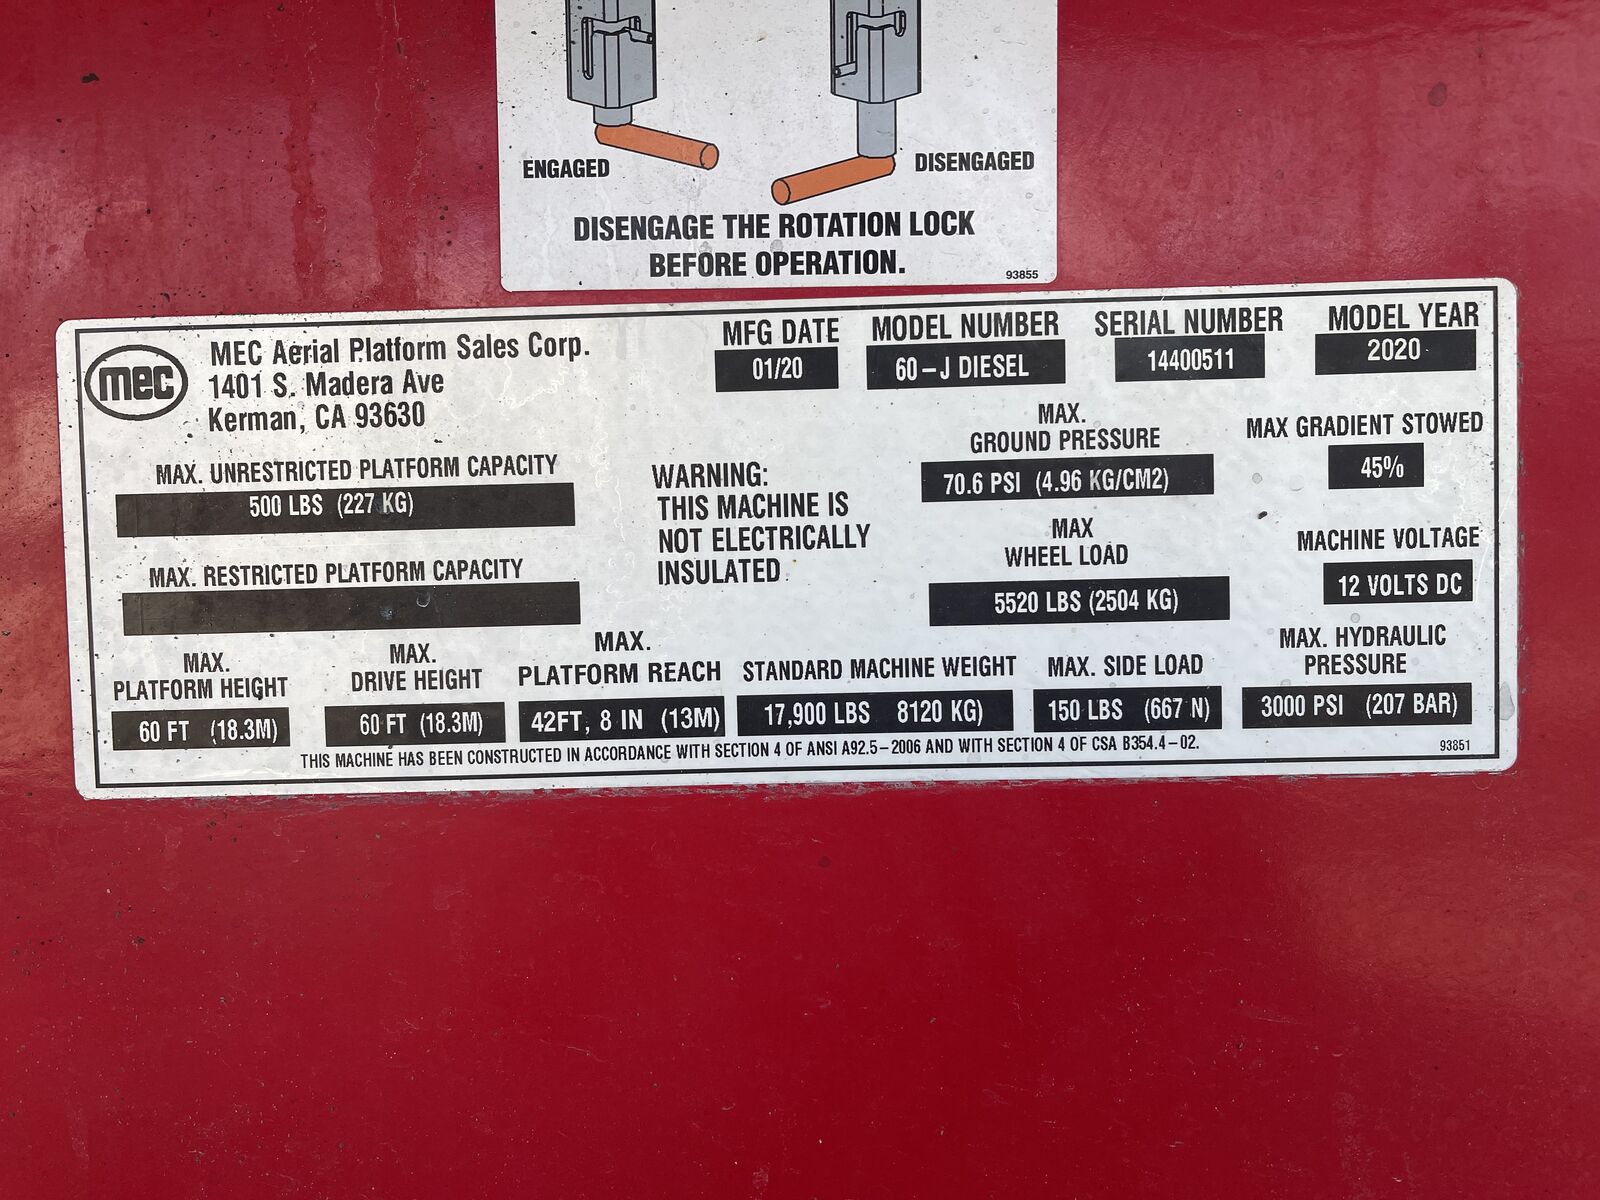 ENGAGED
DISENGAGED
DISENGAGE THE ROTATION LOCK
BEFORE OPERATION.
93855
mec
MEC Aerial Platform Sales Corp.
1401 S. Madera Ave
Kerman, CA 93630
MFG DATE
01/20
MODEL NUMBER
60-J DIESEL
SERIAL NUMBER
14400511
MODEL YEAR
2020
MAX. UNRESTRICTED PLATFORM CAPACITY
500 LBS (227 KG)
WARNING:
THIS MACHINE IS
NOT ELECTRICALLY
INSULATED
MAX.
GROUND PRESSURE
70.6 PSI (4.96 KG/CM2)
MAX GRADIENT STOWED
45%
MAX. RESTRICTED PLATFORM CAPACITY
MAX
WHEEL LOAD
5520 LBS (2504 KG)
MACHINE VOLTAGE
12 VOLTS DC
MAX.
PLATFORM HEIGHT
60 FT (18.3M)
MAX.
DRIVE HEIGHT
60 FT (18.3M)
MAX.
PLATFORM REACH
42FT, 8 IN (13M)
STANDARD MACHINE WEIGHT
17,900 LBS 8120 KG)
MAX. SIDE LOAD
150 LBS (667 N)
MAX. HYDRAULIC
PRESSURE
3000 PSI (207 BAR)
THIS MACHINE HAS BEEN CONSTRUCTED IN ACCORDANCE WITH SECTION 4 OF ANSI A92.5-2006 AND WITH SECTION 4 OF CSA B354.4-02.
93851